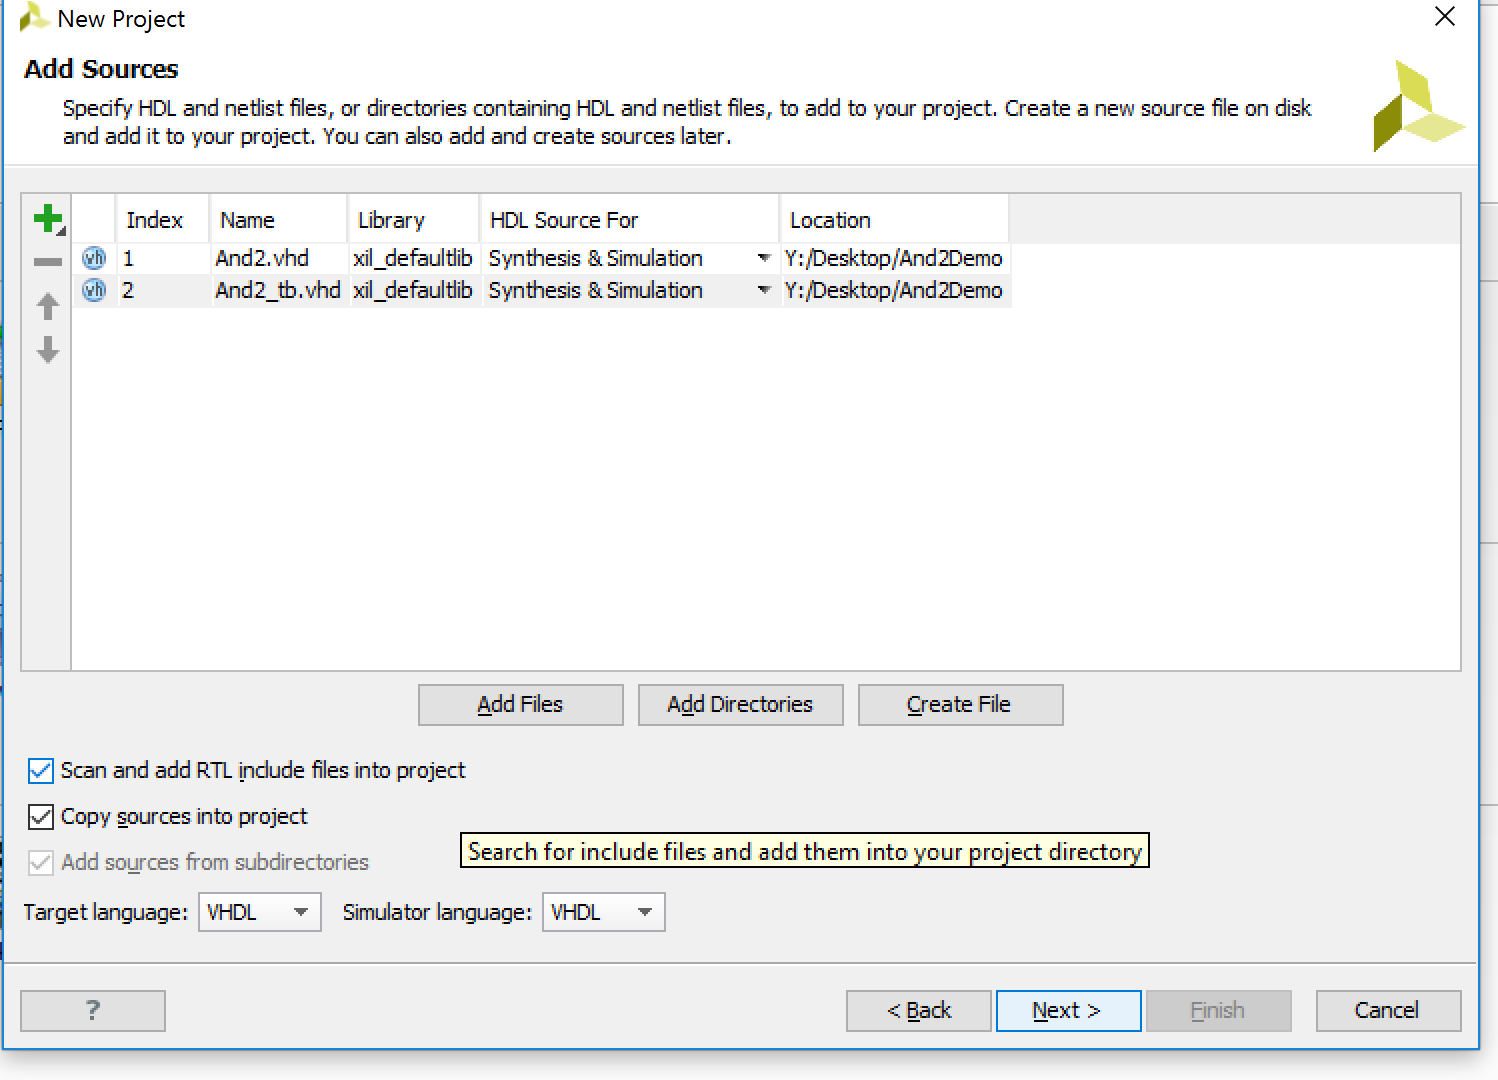 New Project
Add Sources
Specify HDL and netlist files, or directories containing HDL and netlist files, to add to your project. Create a new source file on disk
and add it to your project. You can also add and create sources later.
Index Name Library HDL Source For Location
vh 1 And2.vhd xil_defaultlib Synthesis & Simulation Y:/Desktop/And2Demo
vh 2 And2_tb.vhd xil_defaultlib Synthesis & Simulation Y:/Desktop/And2Demo
Add Files Add Directories Create File
Scan and add RTL include files into project
Copy sources into project
Search for include files and add them into your project directory
Add sources from subdirectories
Target language: VHDL Simulator language: VHDL
? < Back Next > Finish Cancel